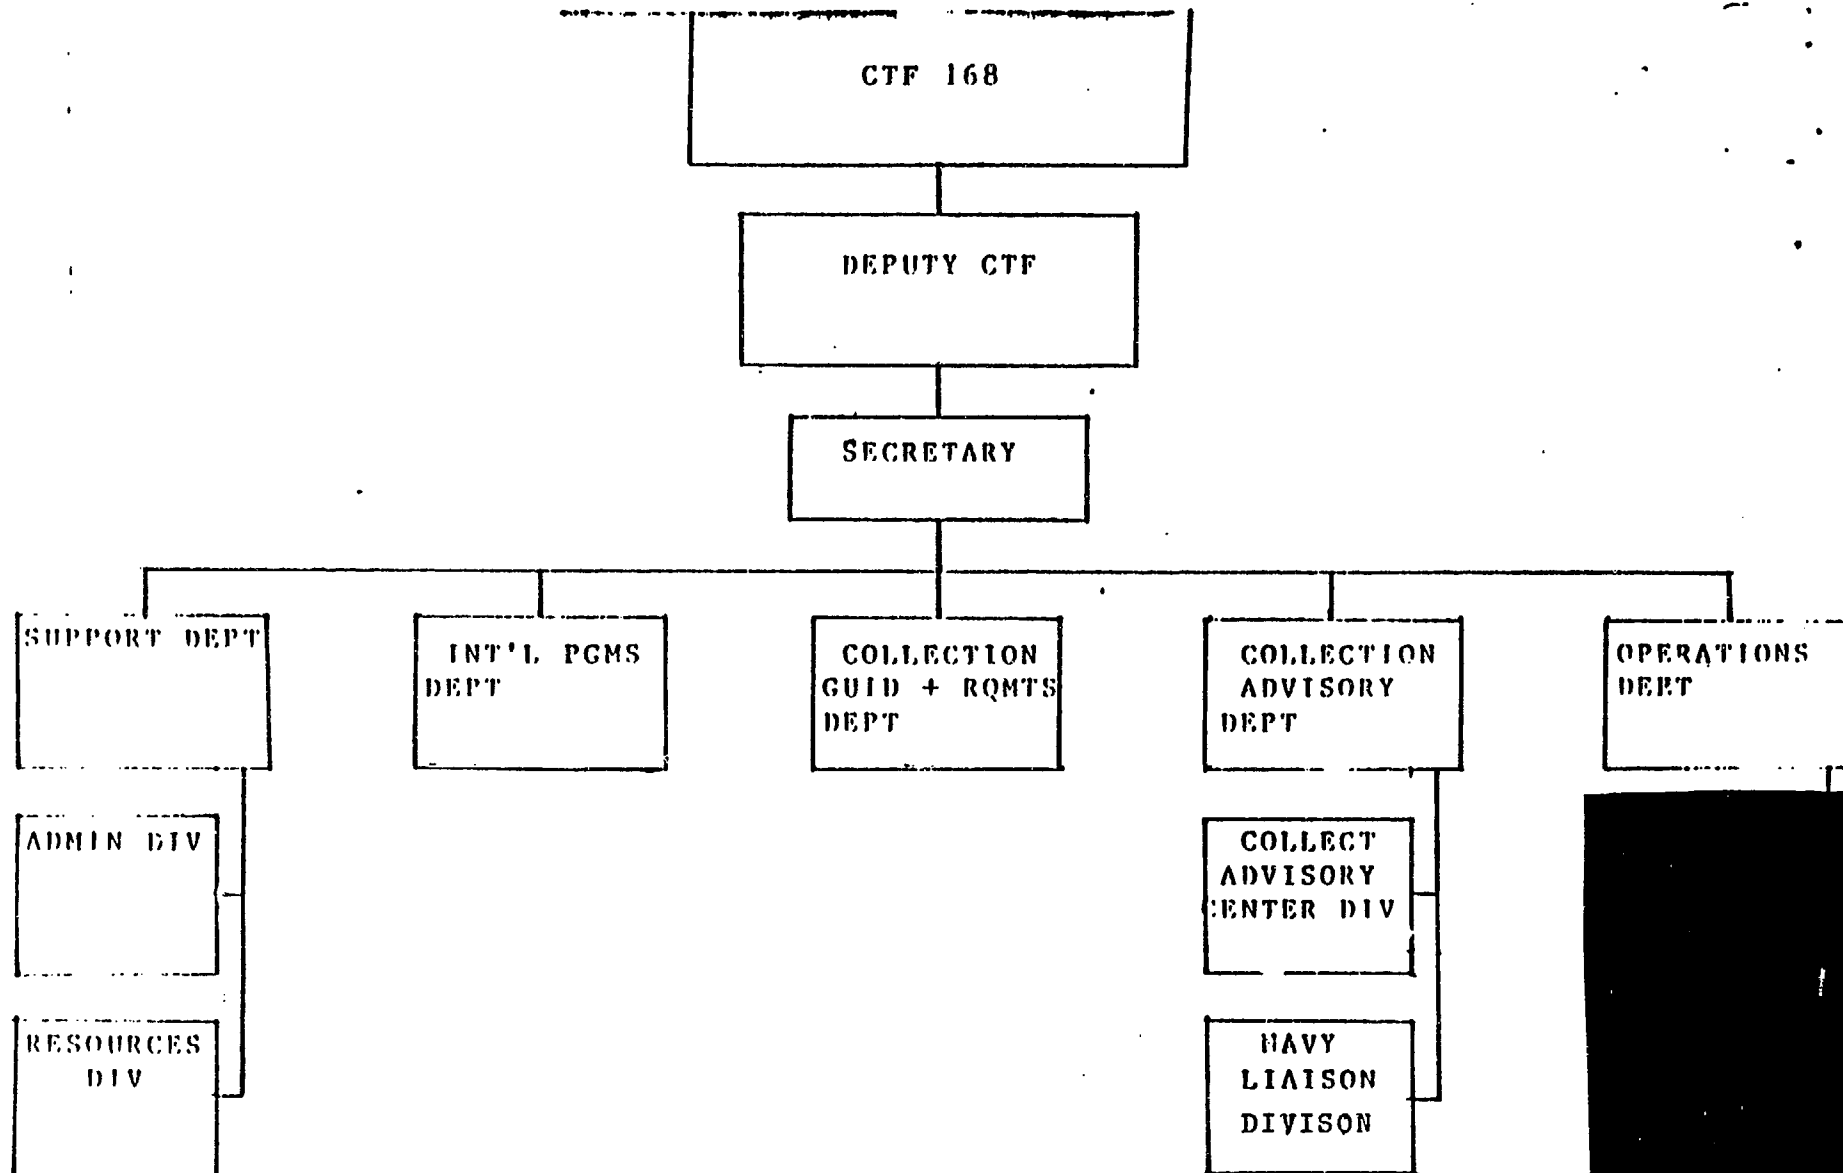 CTF 168
DEPUTY CTF
SECRETARY
SUPPORT DEPT
INT'L PGMS
DEPT
COLLECTION
GUID + RQMTS
DEPT
COLLECTION
ADVISORY
DEPT
OPERATIONS
DEPT
ADMIN DIV
RESOURCES
DIV
COLLECT
ADVISORY
CENTER DIV
NAVY
LIAISON
DIVISON